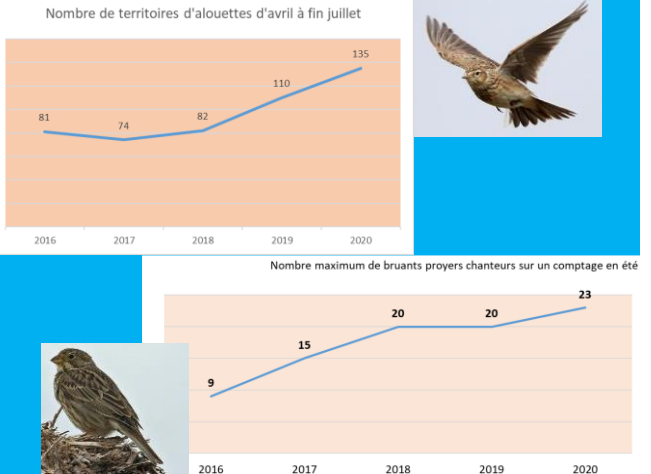 Nombre de territoires d'alouettes d'avril à fin juillet
135
110
81
74
82
2016 2017 2018 2019 2020
Nombre maximum de bruants proyers chanteurs sur un comptage en été
23
20 20
15
9
2016 2017 2018 2019 2020